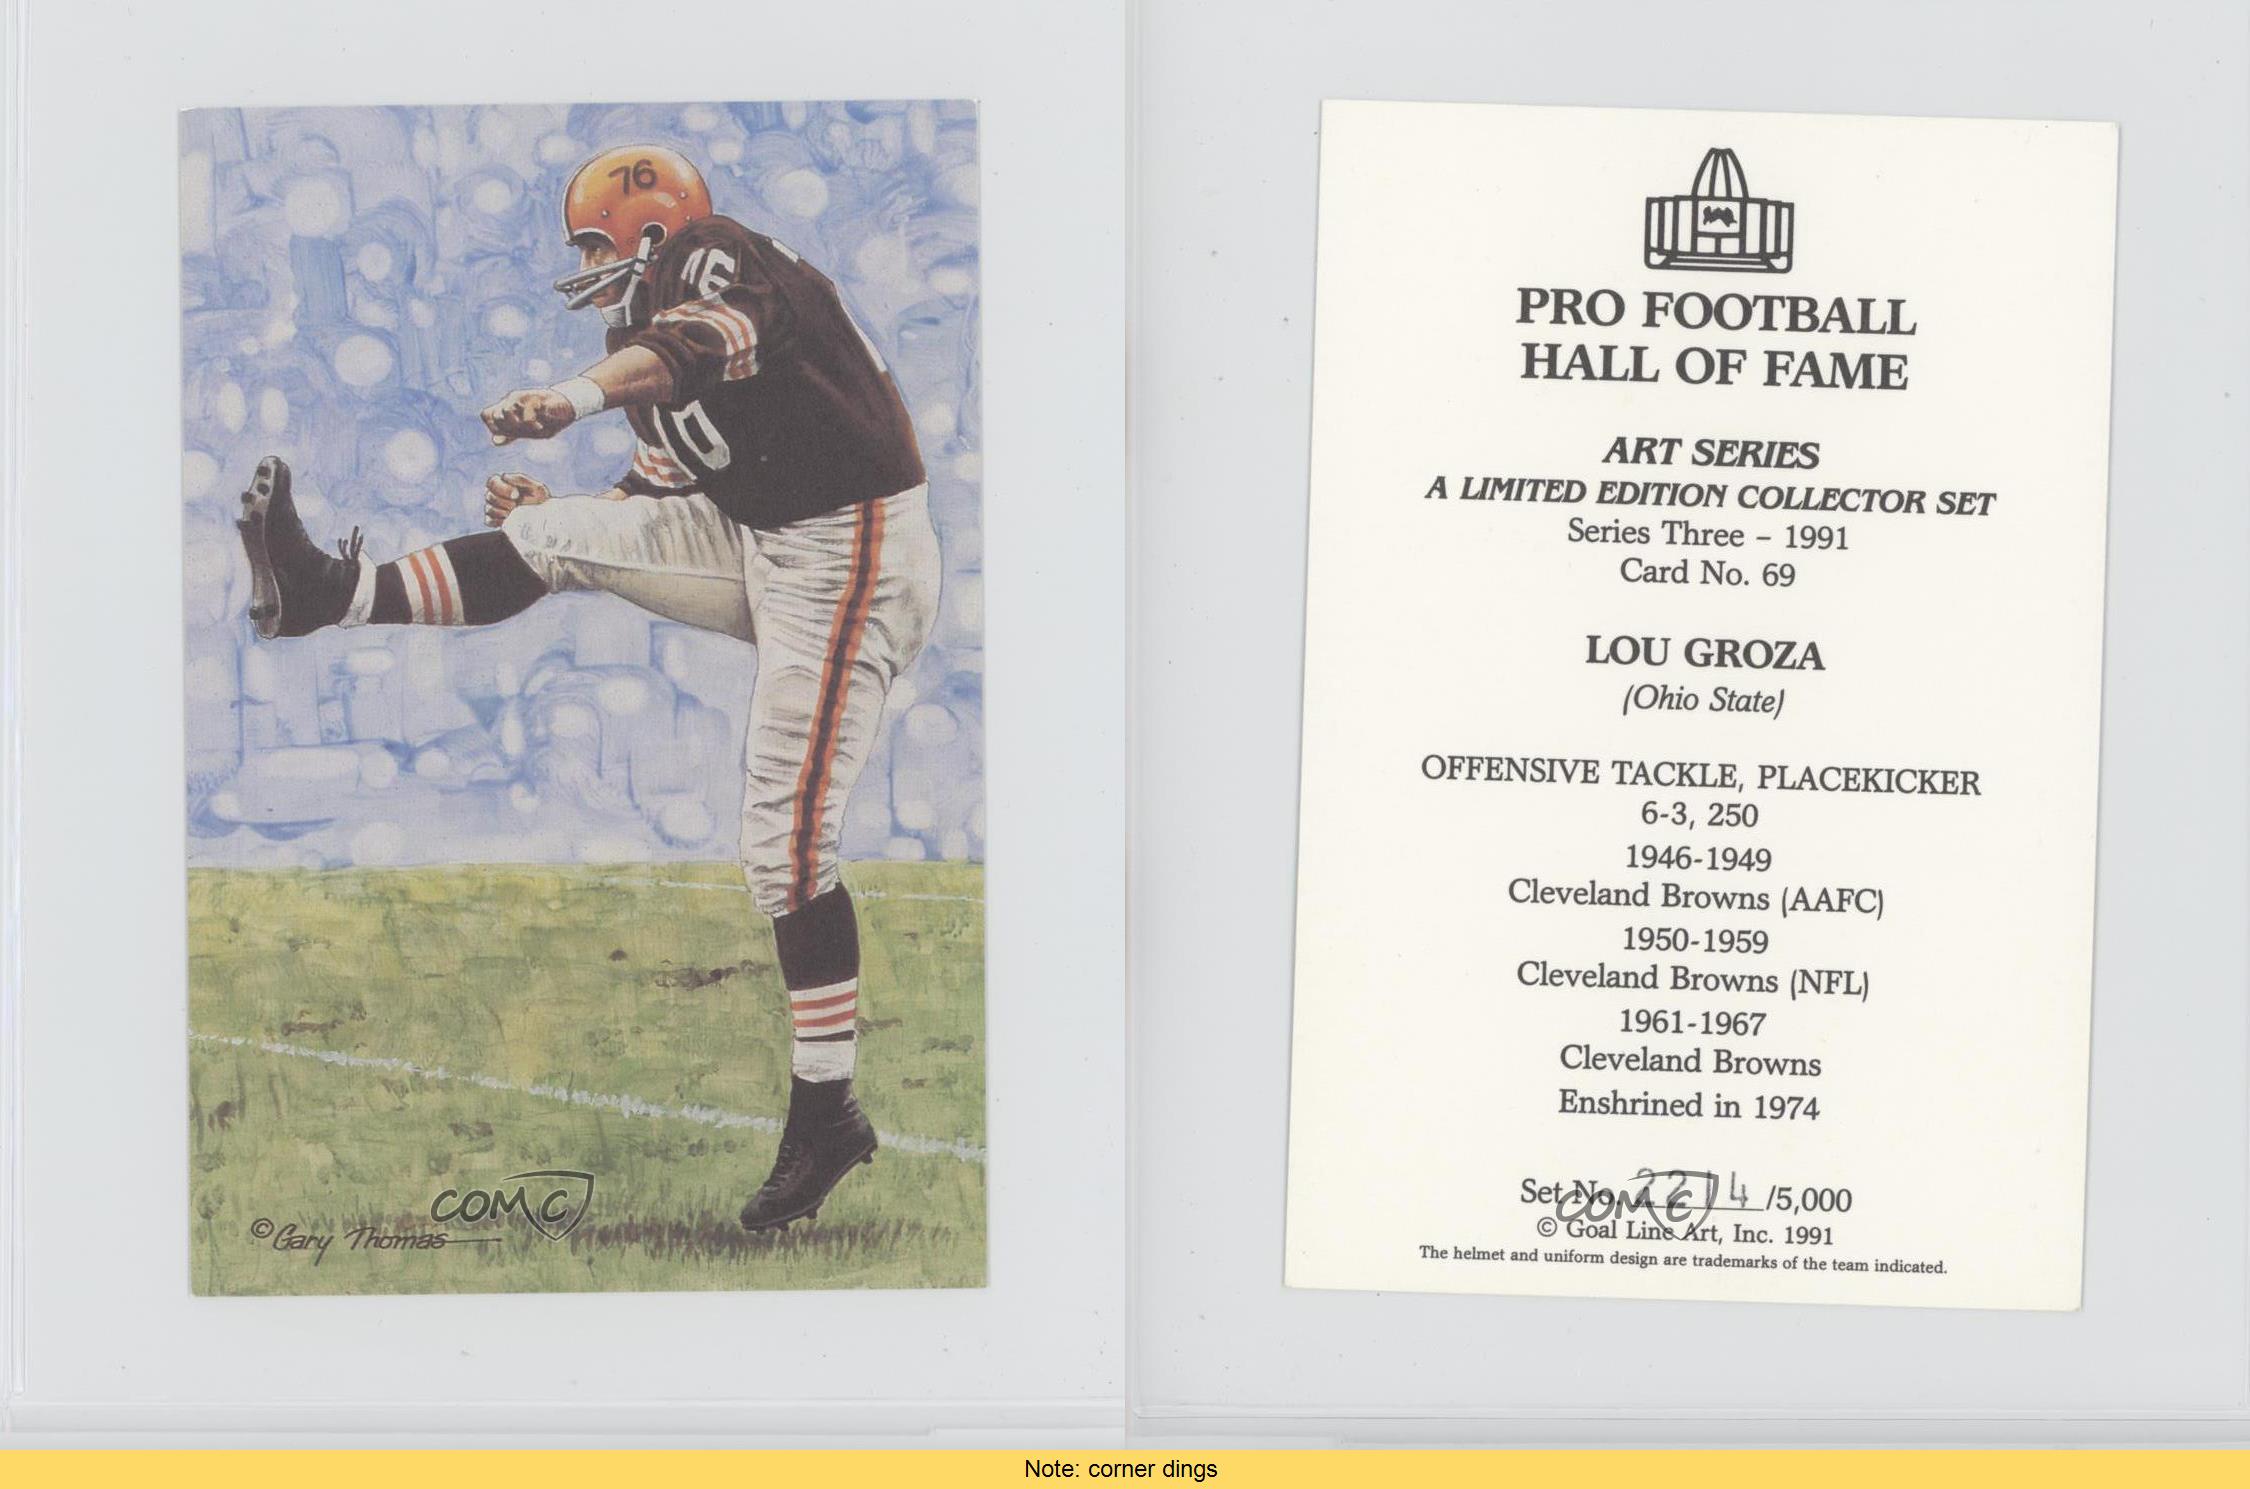 76
76
©Gary Thomas
COMC
PRO FOOTBALL
HALL OF FAME
ART SERIES
A LIMITED EDITION COLLECTOR SET
Series Three – 1991
Card No. 69
LOU GROZA
(Ohio State)
OFFENSIVE TACKLE, PLACEKICKER
6-3, 250
1946-1949
Cleveland Browns (AAFC)
1950-1959
Cleveland Browns (NFL)
1961-1967
Cleveland Browns
Enshrined in 1974
Set No. 2214/5,000
COMC
© Goal Line Art, Inc. 1991
The helmet and uniform design are trademarks of the team indicated.
Note: corner dings